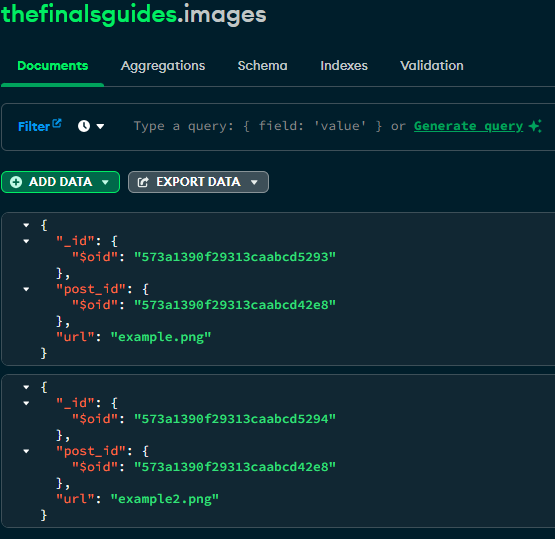 thefinalsguides.images
Documents Aggregations Schema Indexes Validation
Filter Type a query: { field: 'value' } or Generate query
ADD DATA EXPORT DATA
{
"_id": {
"$oid": "573a1390f29313caabcd5293"
},
"post_id": {
"$oid": "573a1390f29313caabcd42e8"
},
"url": "example.png"
}
{
"_id": {
"$oid": "573a1390f29313caabcd5294"
},
"post_id": {
"$oid": "573a1390f29313caabcd42e8"
},
"url": "example2.png"
}